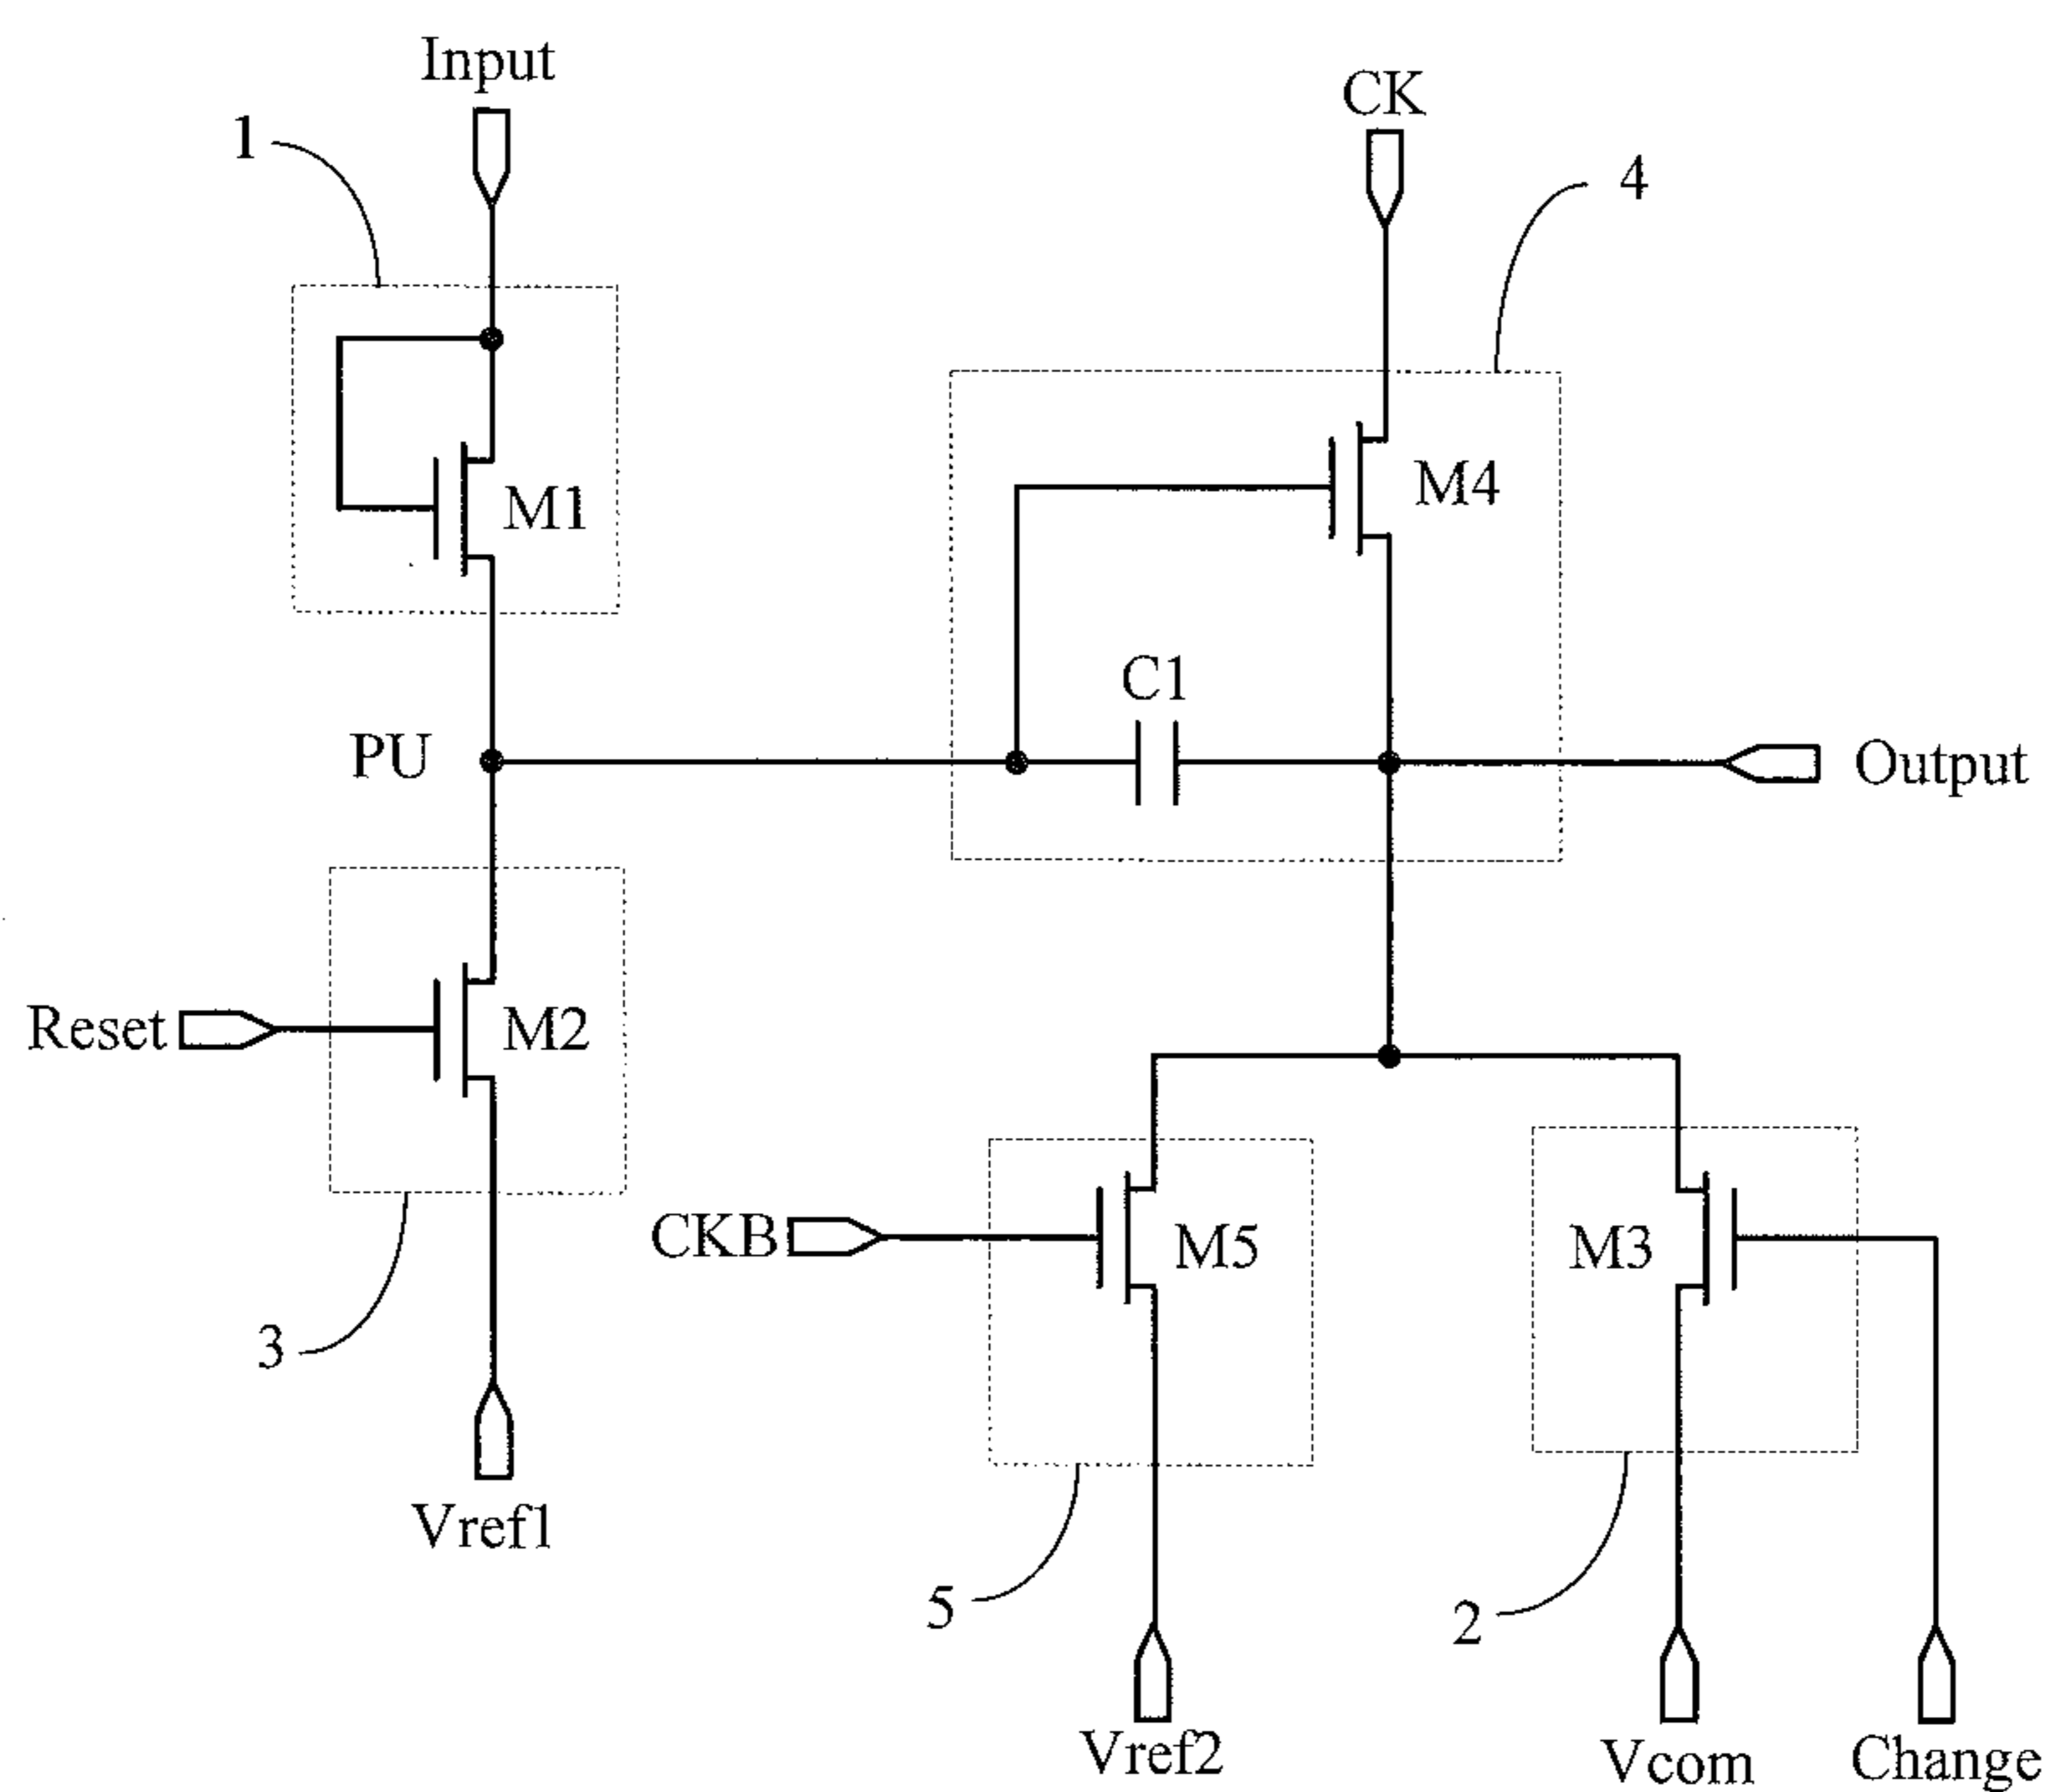 Input
CK
1
4
M1
M4
C1
PU
Output
Reset
M2
CKB
M5
M3
3
Vref1
5
2
Vref2
Vcom
Change